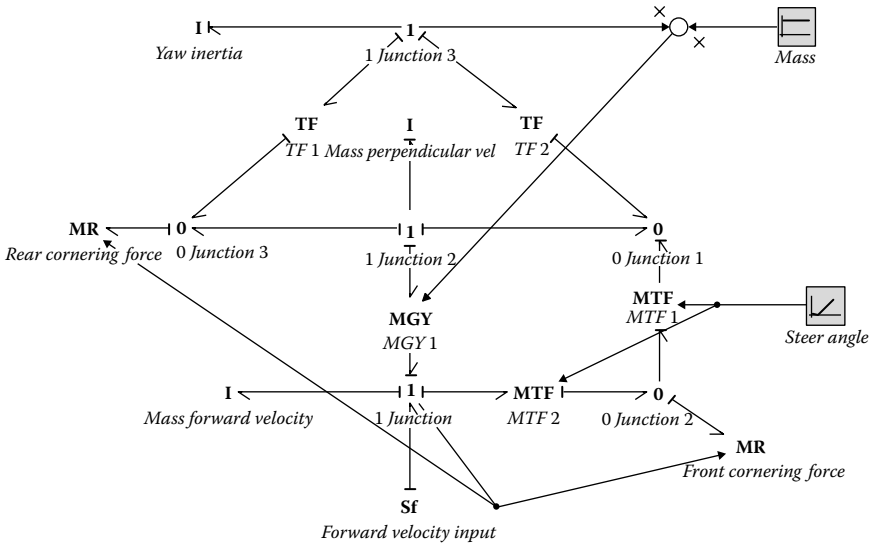 ×
I 1
Yaw inertia 1 Junction 3 × Mass
TF I TF
TF 1 Mass perpendicular vel TF 2
MR 0 1 0
Rear cornering force 0 Junction 3 1 Junction 2 0 Junction 1
MTF
MGY MTF 1
MGY 1 Steer angle
I 1 MTF 0
Mass forward velocity 1 Junction MTF 2 0 Junction 2
MR
Front cornering force
Sf
Forward velocity input